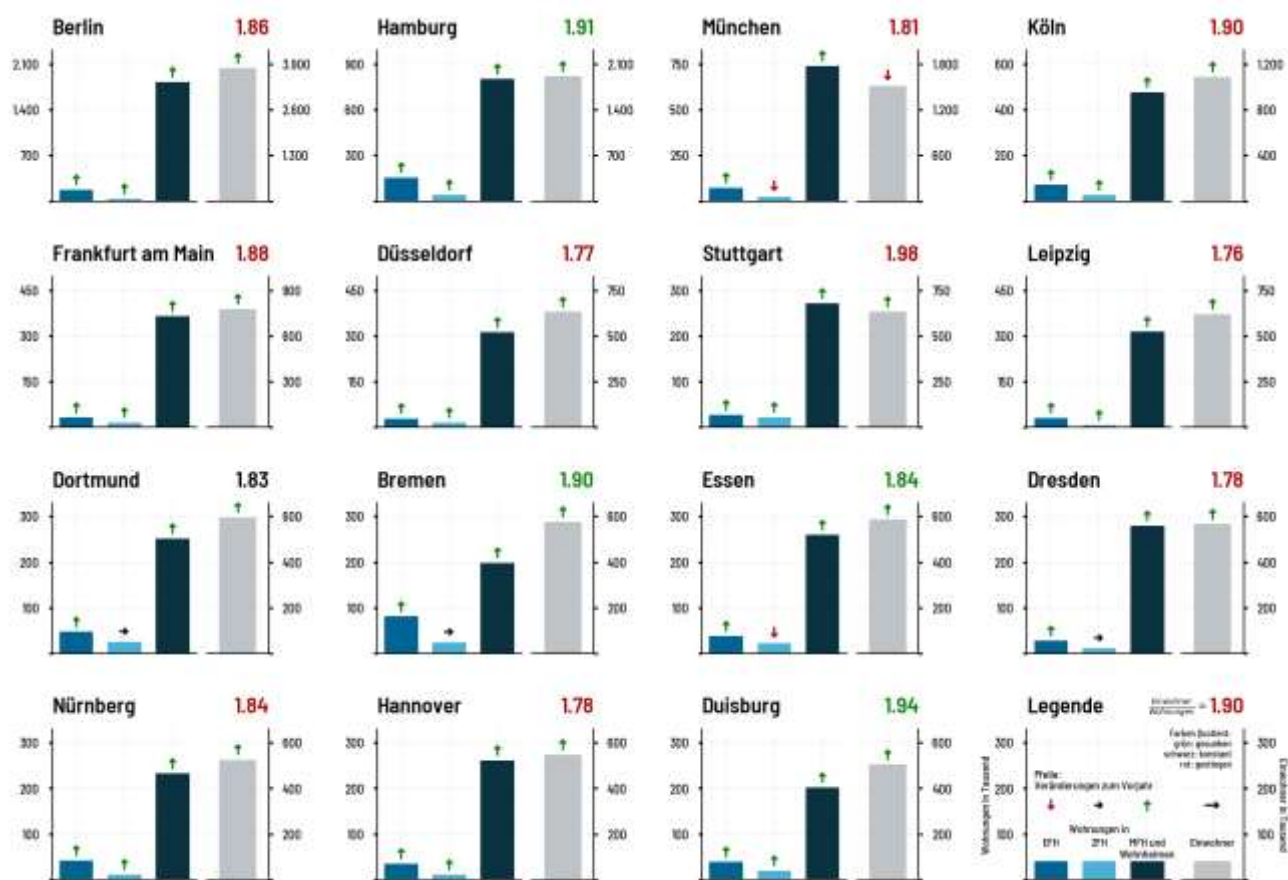 Berlin 1.86
2.100 3.900
1.400 2.600
700 1.300
Hamburg 1.91
900 2.100
600 1.400
300 700
München 1.81
750 1.800
500 1.200
250 600
Köln 1.90
600 1200
400 800
200 400
Frankfurt am Main 1.88
450 900
300 600
150 300
Düsseldorf 1.77
450 750
300 500
150 250
Stuttgart 1.98
300 750
200 500
100 250
Leipzig 1.76
450 750
300 500
150 250
Dortmund 1.83
300 600
200 400
100 200
Bremen 1.90
300 600
200 400
100 200
Essen 1.84
300 600
200 400
100 200
Dresden 1.78
300 600
200 400
100 200
Nürnberg 1.84
300 600
200 400
100 200
Hannover 1.78
300 600
200 400
100 200
Duisburg 1.94
300 600
200 400
100 200
Legende Einwohner / Wohnungen = 1.90
grün: gesunken
schwarz: konstant
rot: gestiegen
Pfeile:
Veränderungen zum Vorjahr
Wohnungen in
EFH ZFH MFH und Einwohner
Wohnheimen
300 300
200 200
100 100
Wohnungen in Tausend
Einwohner in Tausend